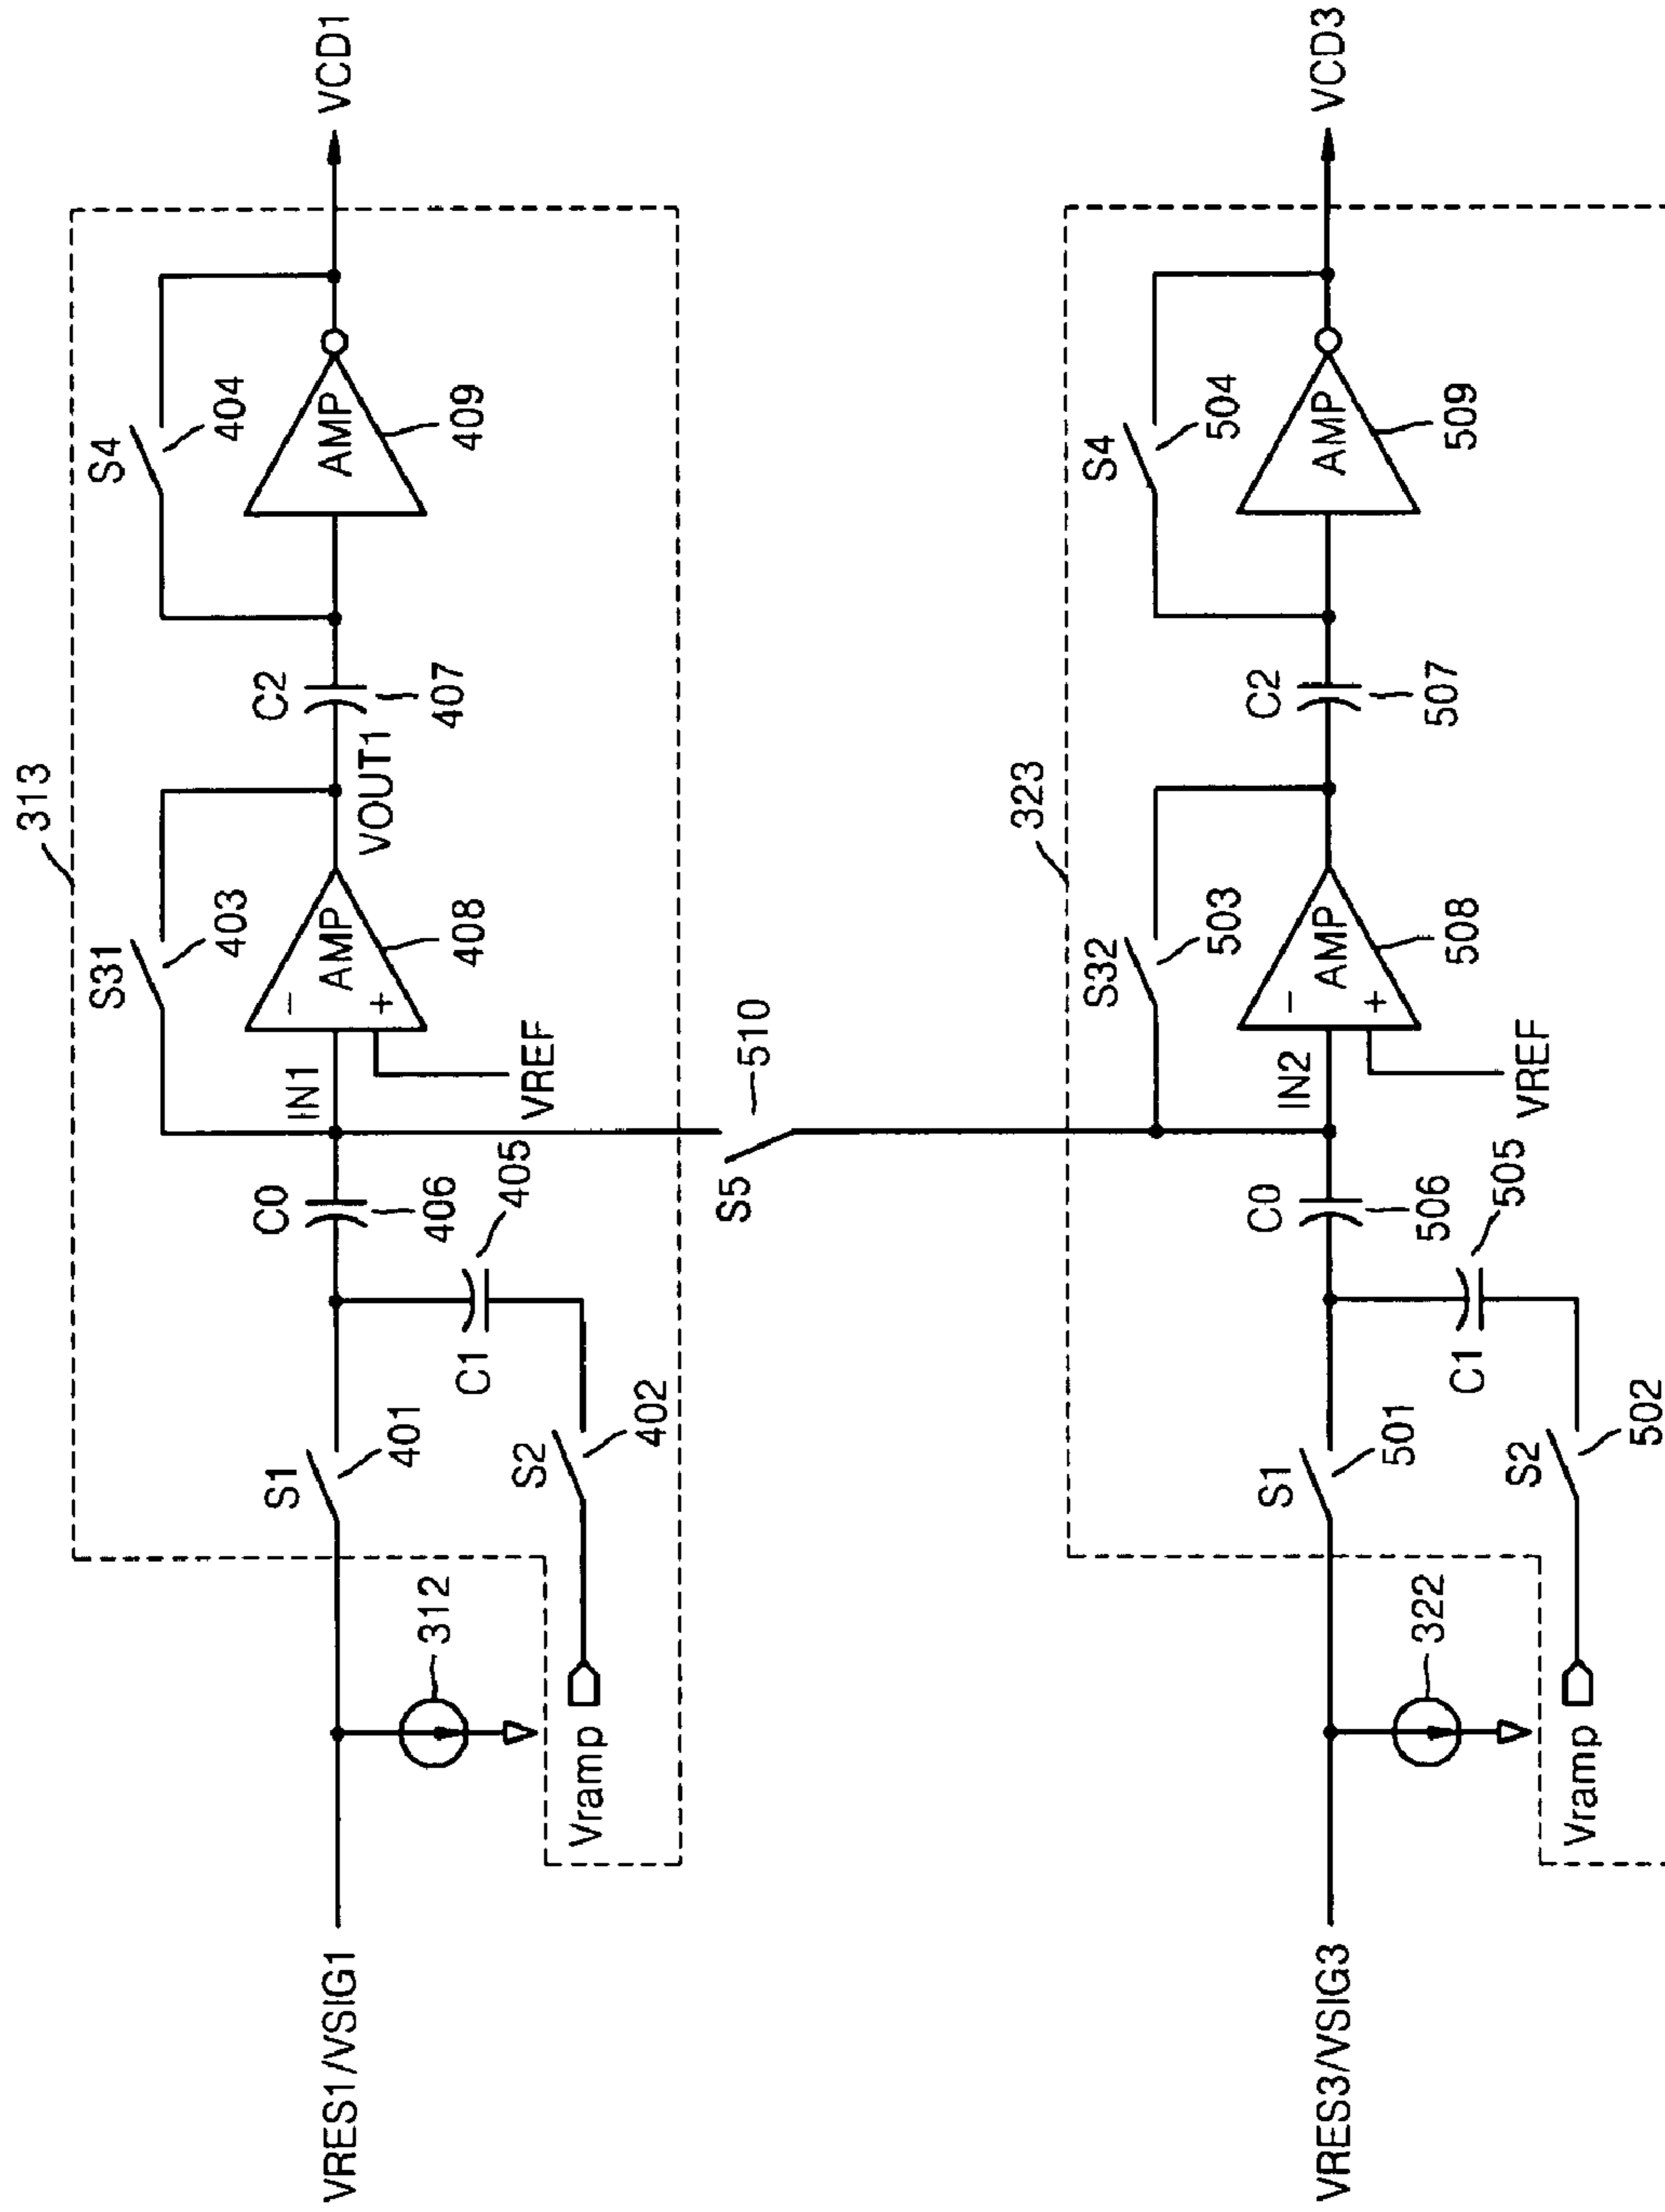 313
S31
403
S4
404
VRES1/VSIG1
312
S1
401
C0
406
IN1
AMP
−
+
408
VOUT1
C2
407
AMP
409
VCD1
Vramp
S2
402
C1
405
VREF
S5
510
323
S32
503
S4
504
VRES3/VSIG3
322
S1
501
C0
506
IN2
AMP
−
+
508
C2
507
AMP
509
VCD3
Vramp
S2
502
C1
505
VREF